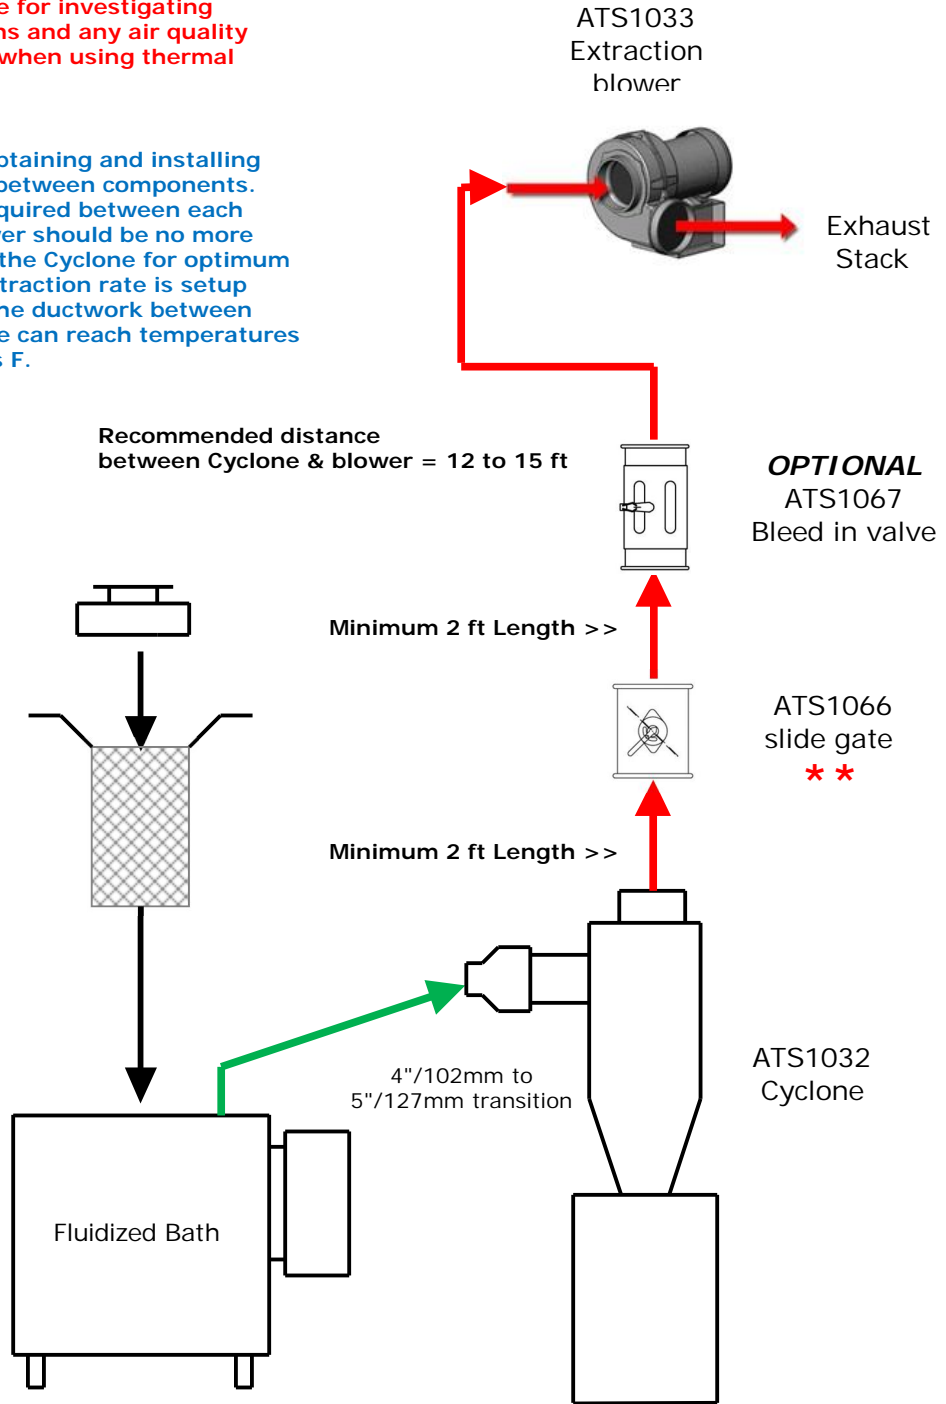 e for investigating
ns and any air quality
when using thermal
ATS1033
Extraction
blower
btaining and installing
between components.
quired between each
wer should be no more
the Cyclone for optimum
traction rate is setup
he ductwork between
e can reach temperatures
s F.
Exhaust
Stack
Recommended distance
between Cyclone & blower = 12 to 15 ft
OPTIONAL
ATS1067
Bleed in valve
Minimum 2 ft Length >>
ATS1066
slide gate
**
Minimum 2 ft Length >>
4"/102mm to
5"/127mm transition
ATS1032
Cyclone
Fluidized Bath